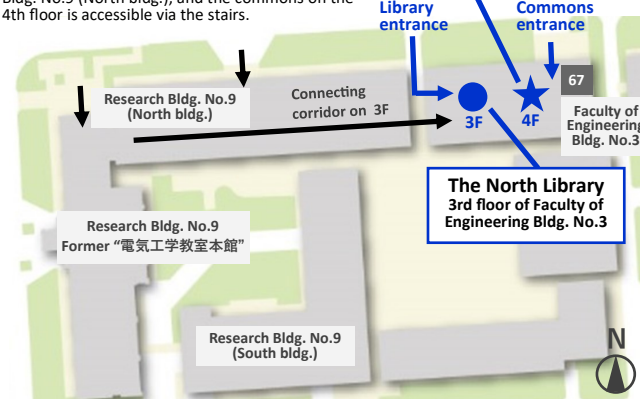 Bldg. No.9 (North bldg.), and the commons on the
4th floor is accessible via the stairs.
Library
entrance
Commons
entrance
67
Research Bldg. No.9
(North bldg.)
Connecting
corridor on 3F
3F
4F
Faculty of
Engineering
Bldg. No.3
The North Library
3rd floor of Faculty of
Engineering Bldg. No.3
Research Bldg. No.9
Former “電気工学教室本館”
Research Bldg. No.9
(South bldg.)
N